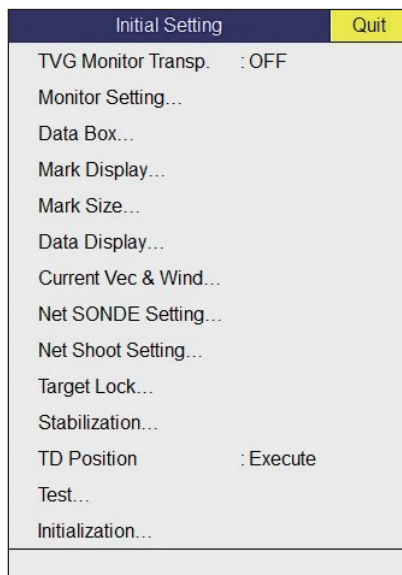 Initial Setting Quit
TVG Monitor Transp. : OFF
Monitor Setting...
Data Box...
Mark Display...
Mark Size...
Data Display...
Current Vec & Wind...
Net SONDE Setting...
Net Shoot Setting...
Target Lock...
Stabilization...
TD Position : Execute
Test...
Initialization...